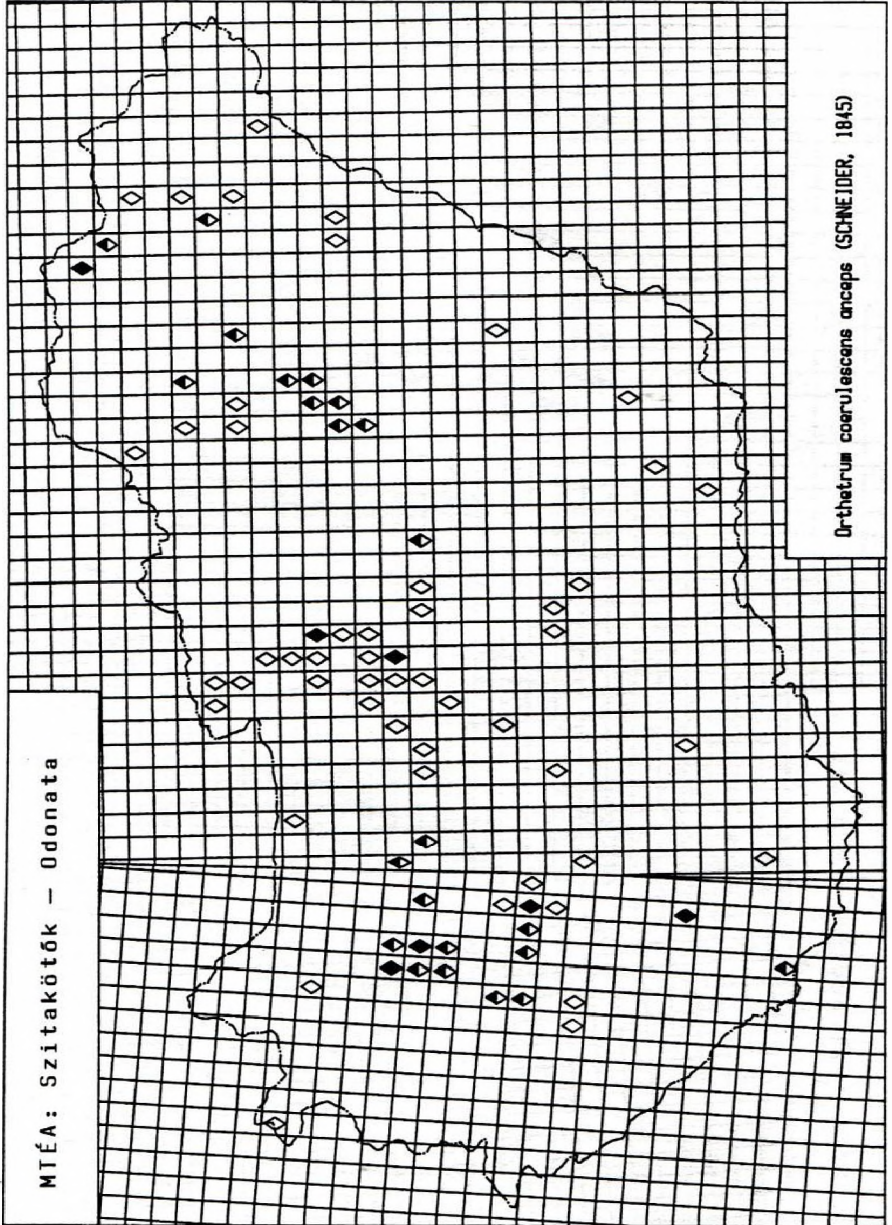 MTÉA: Szitakötők — Odonata
Orthetrum coerulescens anceps (SCHNEIDER, 1845)